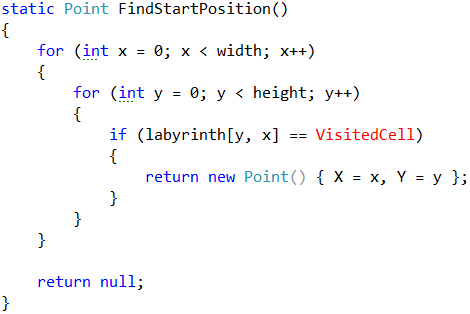 static Point FindStartPosition()
{
    for (int x = 0; x < width; x++)
    {
        for (int y = 0; y < height; y++)
        {
            if (labyrinth[y, x] == VisitedCell)
            {
                return new Point() { X = x, Y = y };
            }
        }
    }

    return null;
}